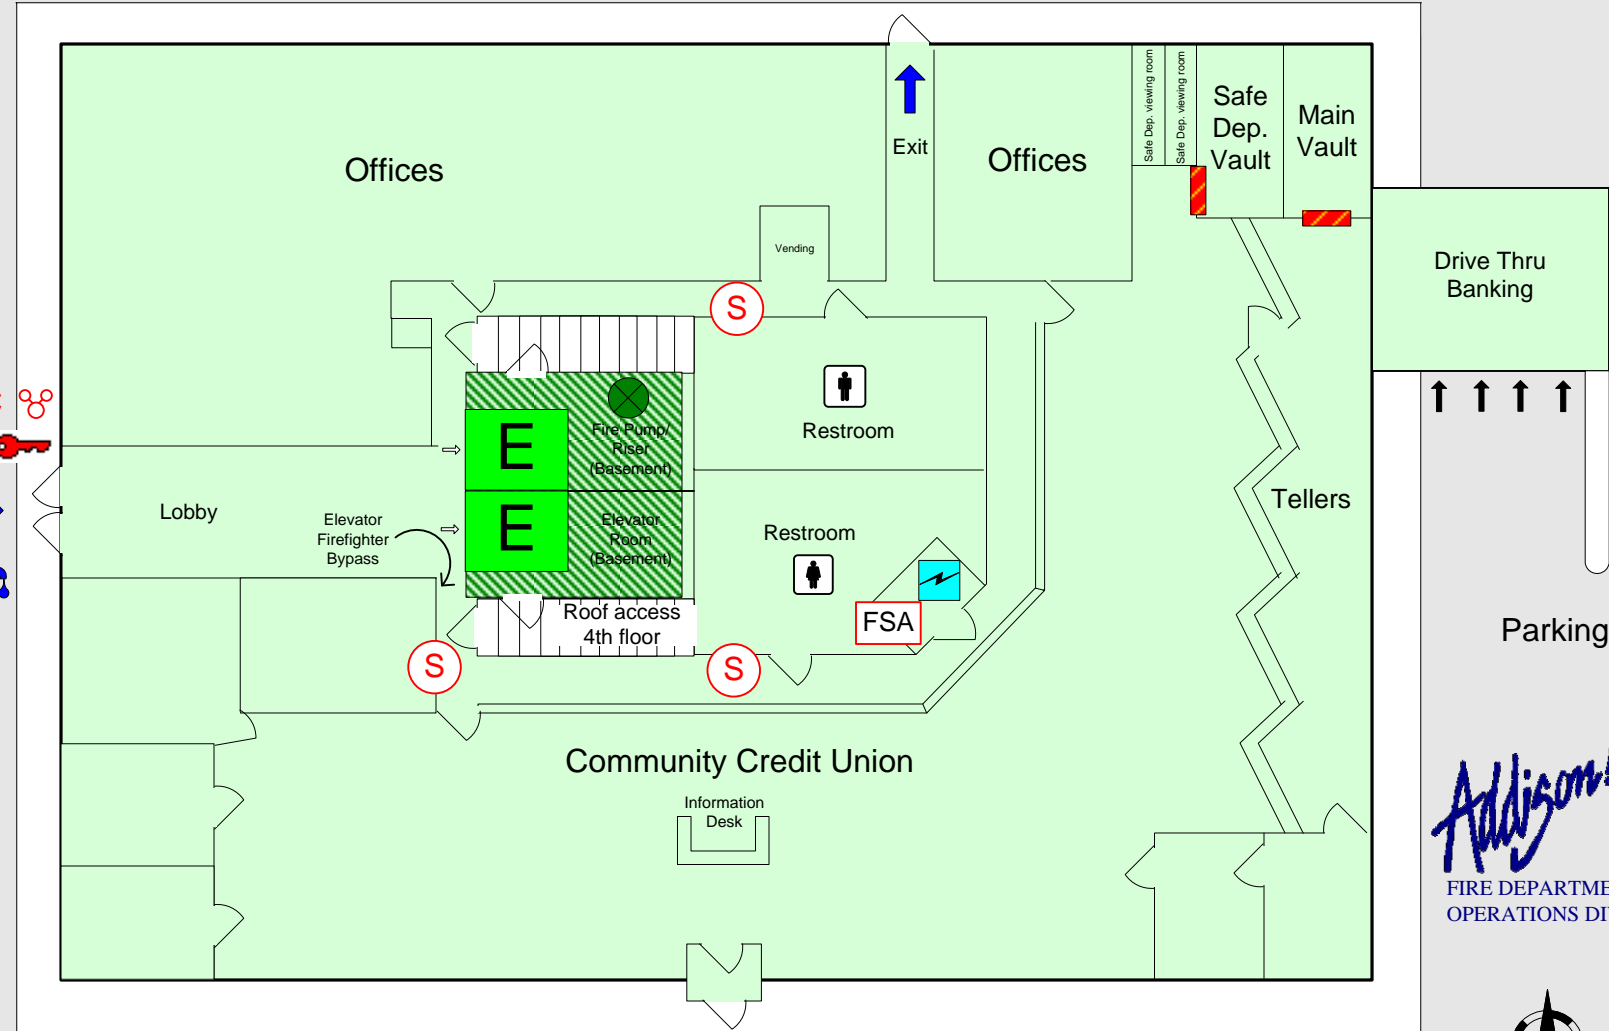 Offices
Exit
Offices
Safe Dep. viewing room
Safe Dep. viewing room
Safe
Dep.
Vault
Main
Vault
Vending
Drive Thru
Banking
S
E
Fire Pump/
Riser
(Basement)
Restroom
Lobby
Elevator
Firefighter
Bypass
E
Elevator
Room
(Basement)
Restroom
Tellers
Roof access
4th floor
FSA
S
S
Parking
Community Credit Union
Information
Desk
Addison
FIRE DEPARTME
OPERATIONS DI